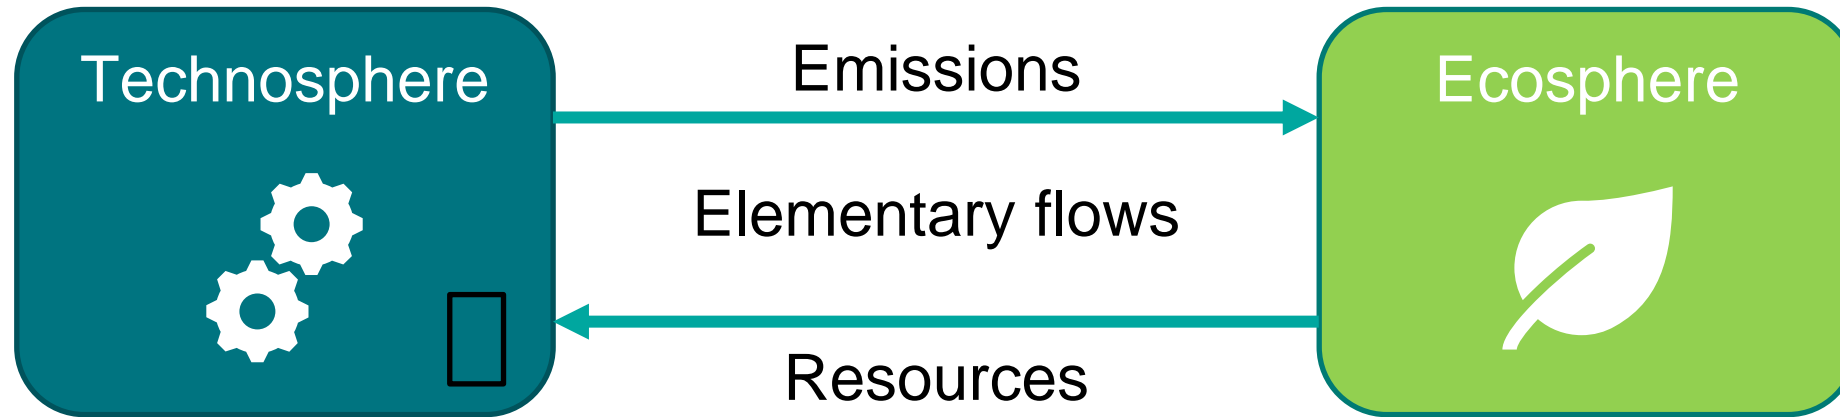 Technosphere
Emissions
Ecosphere
Elementary flows
Resources